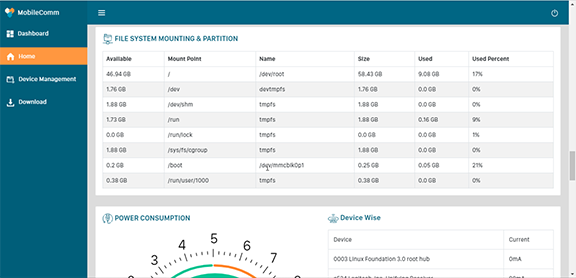 MobileComm
Dashboard
Home
Device Management
Download
FILE SYSTEM MOUNTING & PARTITION
Available Mount Point Name Size Used Used Percent
46.94 GB / /dev/root 58.43 GB 9.08 GB 17%
1.76 GB /dev devtmpfs 1.76 GB 0.0 GB 0%
1.88 GB /dev/shm tmpfs 1.88 GB 0.0 GB 0%
1.73 GB /run tmpfs 1.88 GB 0.16 GB 9%
0.0 GB /run/lock tmpfs 0.0 GB 0.0 GB 1%
1.88 GB /sys/fs/cgroup tmpfs 1.88 GB 0.0 GB 0%
0.2 GB /boot /dev/mmcblk0p1 0.25 GB 0.05 GB 21%
0.38 GB /run/user/1000 tmpfs 0.38 GB 0.0 GB 0%
POWER CONSUMPTION
3 4 5 6 7
Device Wise
Device Current
0003 Linux Foundation 3.0 root hub 0mA